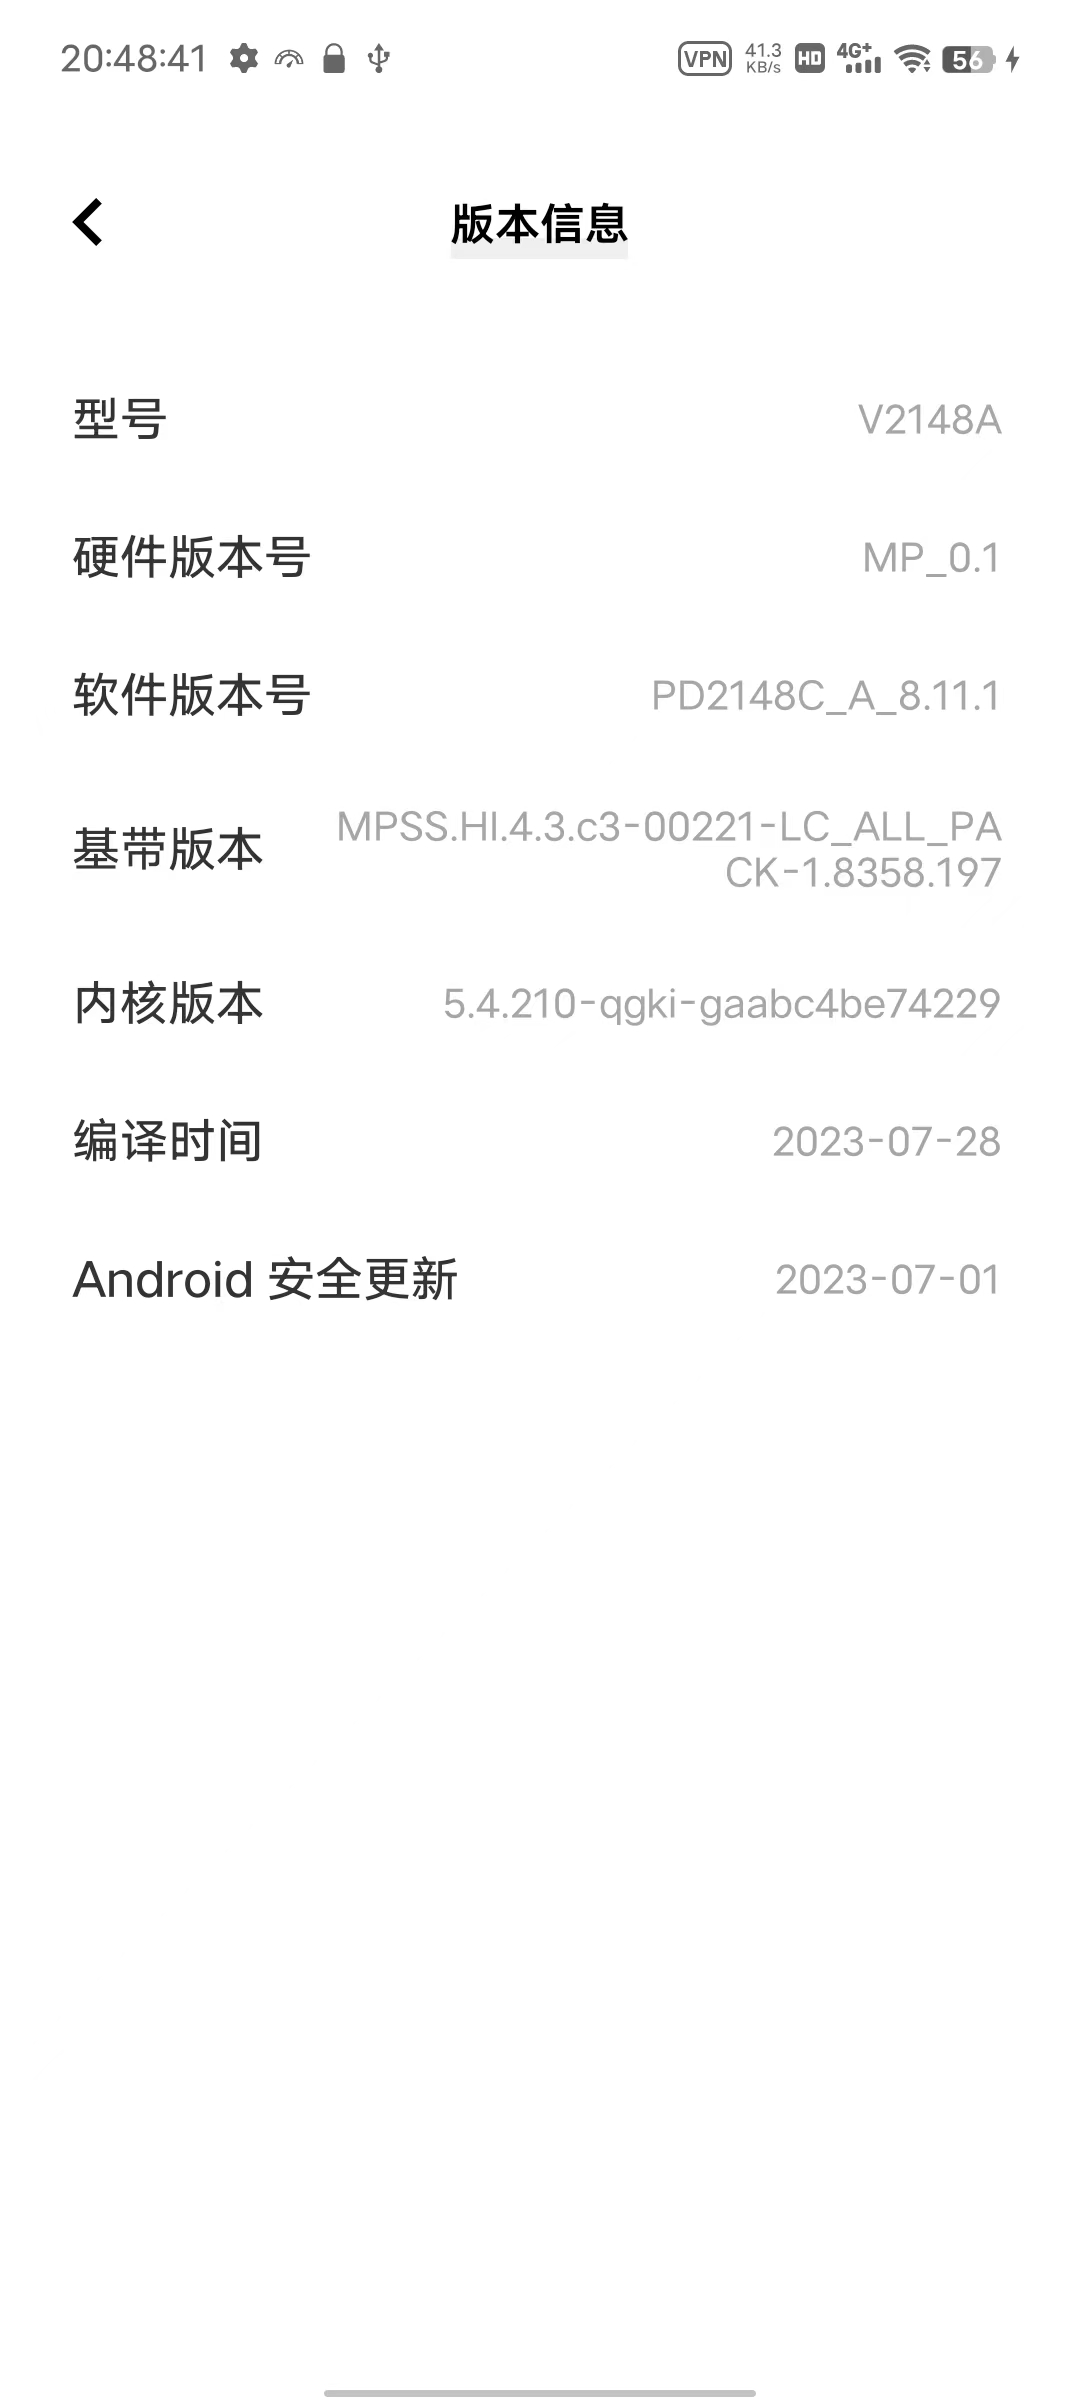 20:48:41 VPN 41.3 KB/s HD 4G+ 56
版本信息
型号 V2148A
硬件版本号 MP_0.1
软件版本号 PD2148C_A_8.11.1
基带版本 MPSS.HI.4.3.c3-00221-LC_ALL_PA
CK-1.8358.197
内核版本 5.4.210-qgki-gaabc4be74229
编译时间 2023-07-28
Android 安全更新 2023-07-01